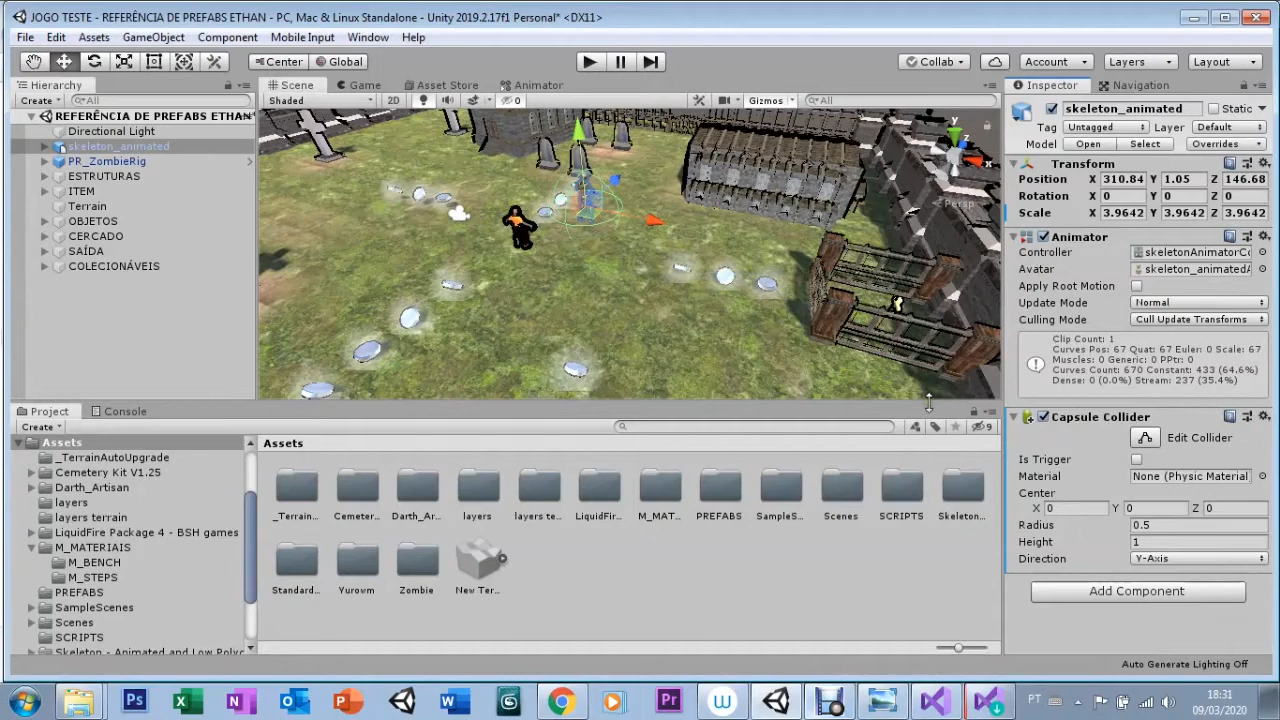 JOGO TESTE - REFERÊNCIA DE PREFABS ETHAN - PC, Mac & Linux Standalone - Unity 2019.2.17f1 Personal* <DX11>
File Edit Assets GameObject Component Mobile Input Window Help
Center Global Collab Account Layers Layout
Hierarchy Scene Game Asset Store Animator Inspector Navigation
Create All Shaded 2D 0 Gizmos All skeleton_animated Static
REFERÊNCIA DE PREFABS ETHAN
Directional Light
skeleton_animated
PR_ZombieRig
ESTRUTURAS
ITEM
Terrain
OBJETOS
CERCADO
SAÍDA
COLECIONÁVEIS
y
z
x
Persp
Tag Untagged Layer Default
Model Open Select Overrides
Transform
Position X 310.84 Y 1.05 Z 146.68
Rotation X 0 Y 0 Z 0
Scale X 3.9642 Y 3.9642 Z 3.9642
Animator
Controller skeletonAnimatorCo
Avatar skeleton_animatedA
Apply Root Motion
Update Mode Normal
Culling Mode Cull Update Transforms
Clip Count: 1
Curves Pos: 67 Quat: 67 Euler: 0 Scale: 67
Muscles: 0 Generic: 0 PPtr: 0
Curves Count: 670 Constant: 433 (64.6%)
Dense: 0 (0.0%) Stream: 237 (35.4%)
Capsule Collider
Edit Collider
Is Trigger
Material None (Physic Material
Center
X 0 Y 0 Z 0
Radius 0.5
Height 1
Direction Y-Axis
Add Component
Project Console
Create 9
Assets
_TerrainAutoUpgrade
Cemetery Kit V1.25
Darth_Artisan
layers
layers terrain
LiquidFire Package 4 - BSH games
M_MATERIAIS
M_BENCH
M_STEPS
PREFABS
SampleScenes
Scenes
SCRIPTS
Skeleton - Animated and Low Poly
Assets
_Terrain... Cemeter... Darth_Ar... layers layers te... LiquidFir... M_MAT... PREFABS SampleS... Scenes SCRIPTS Skeleton...
Standard... Yurowm Zombie New Ter...
Auto Generate Lighting Off
Ps X N O P W Pr W PT 18:31
09/03/2020